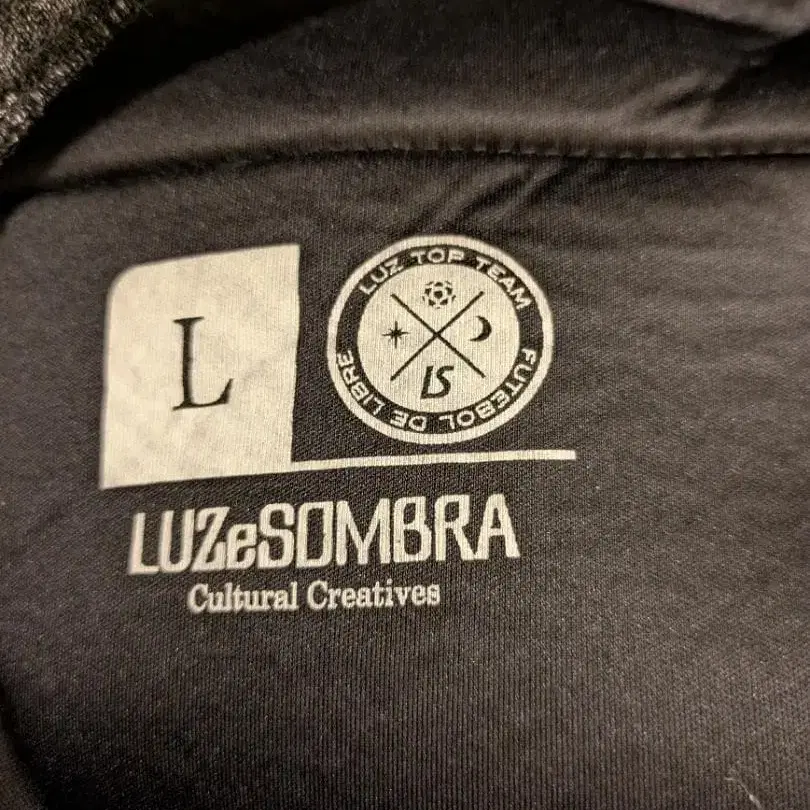 L
LUZ TOP TEAM
FUTEBOL DE LIBRE
LS
LUZeSOMBRA
Cultural Creatives